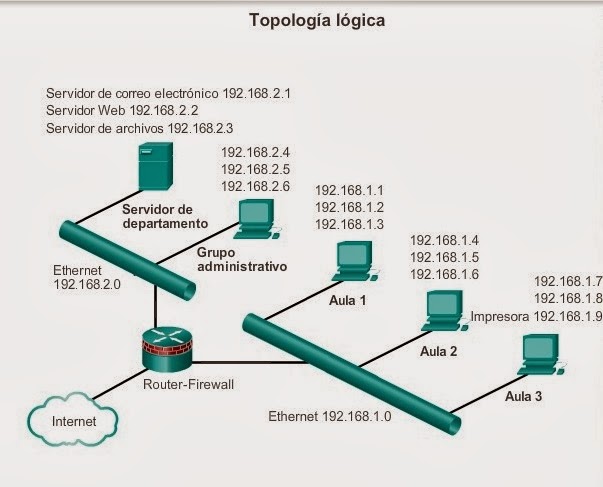 Topología lógica
Servidor de correo electrónico 192.168.2.1
Servidor Web 192.168.2.2
Servidor de archivos 192.168.2.3
192.168.2.4
192.168.2.5
192.168.2.6
Servidor de
departamento
Grupo
administrativo
Ethernet
192.168.2.0
192.168.1.1
192.168.1.2
192.168.1.3
Aula 1
192.168.1.4
192.168.1.5
192.168.1.6
Aula 2
192.168.1.7
192.168.1.8
Impresora 192.168.1.9
Aula 3
Router-Firewall
Internet
Ethernet 192.168.1.0